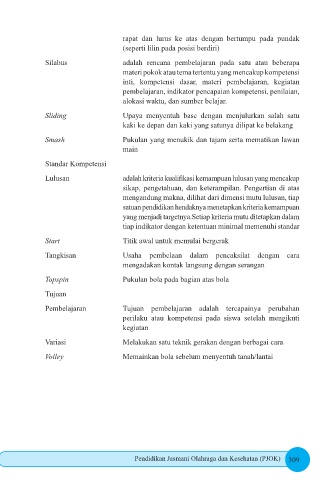 rapat dan lurus ke atas dengan bertumpu pada pundak
(seperti lilin pada posisi berdiri)
Silabus adalah rencana pembelajaran pada satu atau beberapa
materi pokok atau tema tertentu yang mencakup kompetensi
inti, kompetensi dasar, materi pembelajaran, kegiatan
pembelajaran, indikator pencapaian kompetensi, penilaian,
alokasi waktu, dan sumber belajar.
Sliding Upaya menyentuh base dengan menjulurkan salah satu
kaki ke depan dan kaki yang satunya dilipat ke belakang
Smash Pukulan yang menukik dan tajam serta mematikan lawan
main
Standar Kompetensi
Lulusan adalah kriteria kualifikasi kemampuan lulusan yang mencakup
sikap, pengetahuan, dan keterampilan. Pengertian di atas
mengandung makna, dilihat dari dimensi mutu lulusan, tiap
satuan pendidikan hendaknya menetapkan kriteria kemampuan
yang menjadi targetnya.Setiap kriteria mutu ditetapkan dalam
tiap indikator dengan ketentuan minimal memenuhi standar
Start Titik awal untuk memulai bergerak
Tangkisan Usaha pembelaan dalam pencaksilat dengan cara
mengadakan kontak langsung dengan serangan
Topspin Pukulan bola pada bagian atas bola
Tujuan
Pembelajaran Tujuan pembelajaran adalah tercapainya perubahan
perilaku atau kompetensi pada siswa setelah mengikuti
kegiatan
Variasi Melakukan satu teknik gerakan dengan berbagai cara
Volley Memainkan bola sebelum menyentuh tanah/lantai
Pendidikan Jasmani Olahraga dan Kesehatan (PJOK) 309